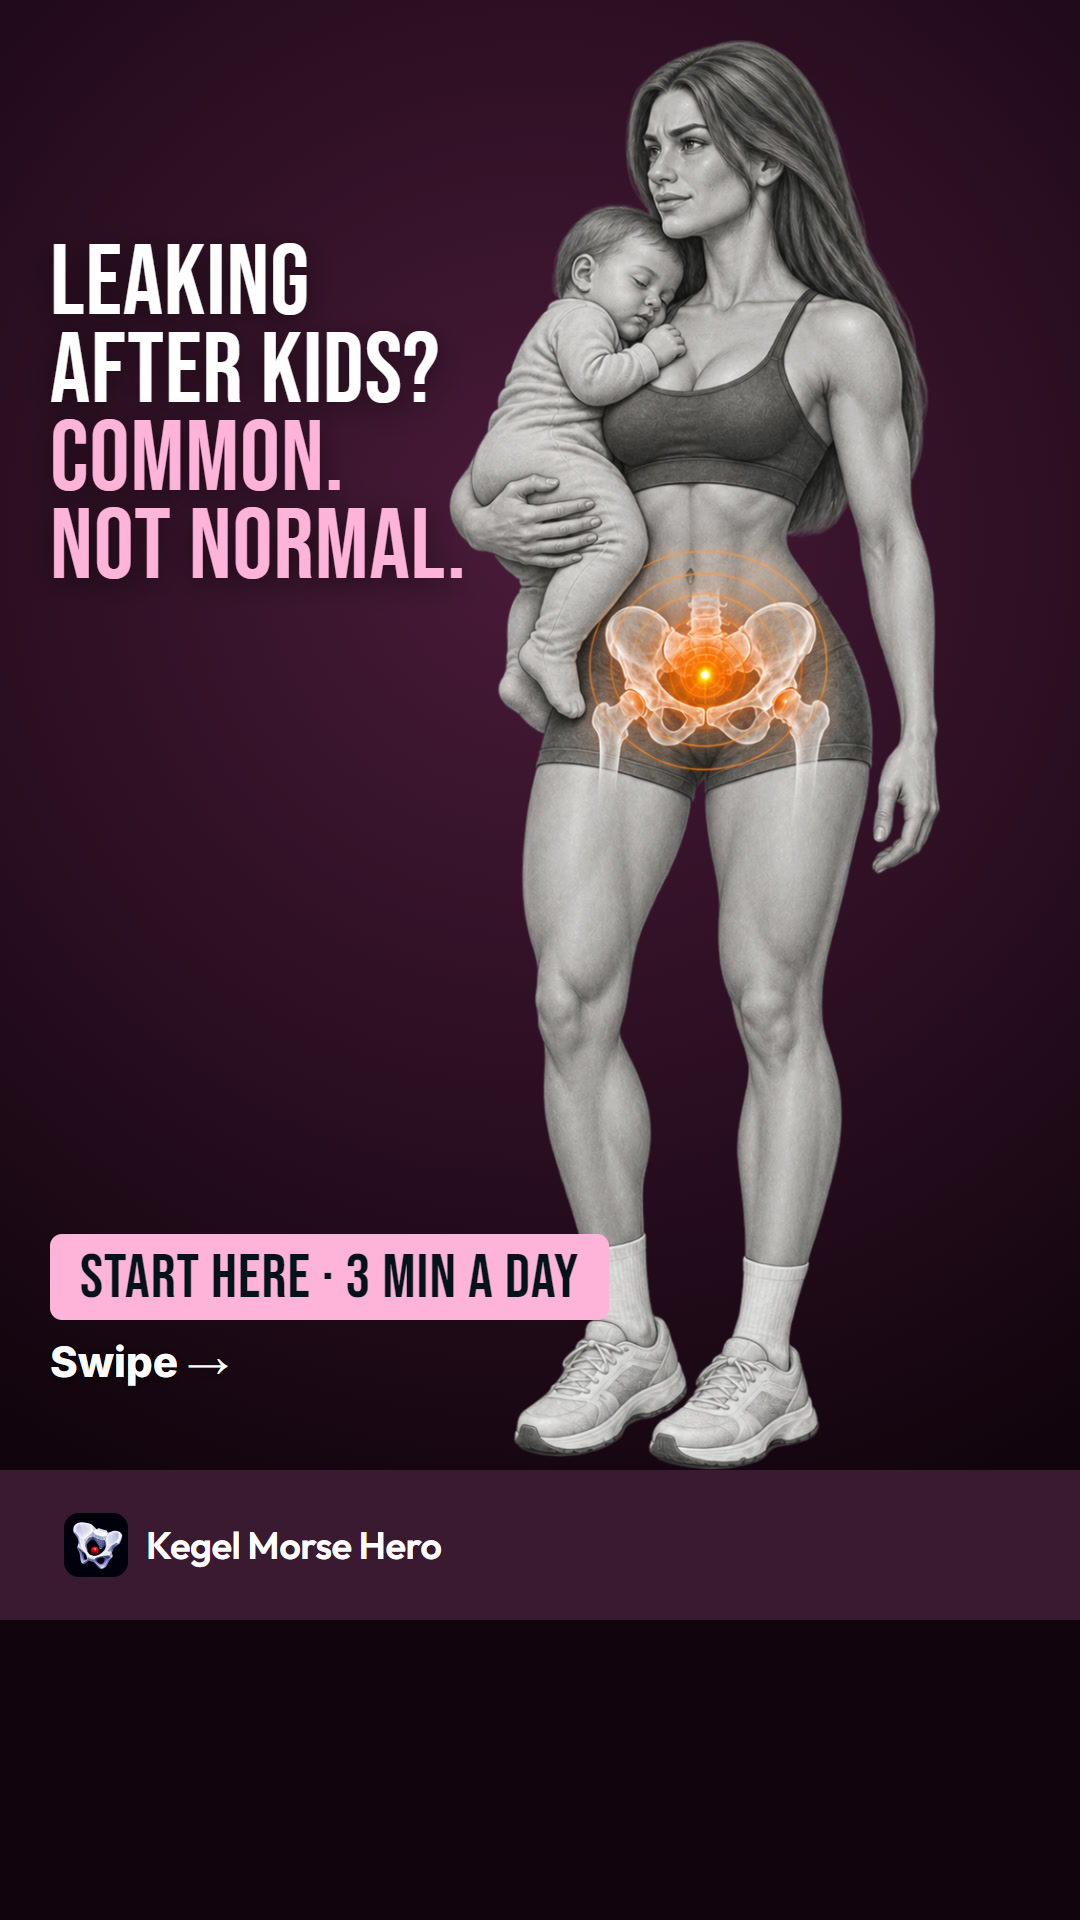 LEAKING
AFTER KIDS?
COMMON.
NOT NORMAL.
START HERE · 3 MIN A DAY
Swipe →
Kegel Morse Hero